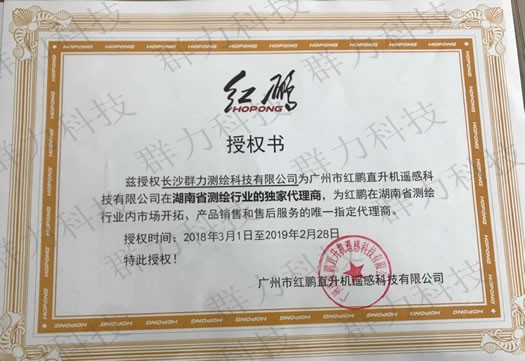 红鹏
HOPONG
授权书
兹授权长沙群力测绘科技有限公司为广州市红鹏直升机遥感科
技有限公司在湖南省测绘行业的独家代理商，为红鹏在湖南省测绘
行业内市场开拓、产品销售和售后服务的唯一指定代理商。
授权时间：2018年3月1日至2019年2月28日
特此授权！
广州市红鹏直升机遥感科技有限公司
群力科技